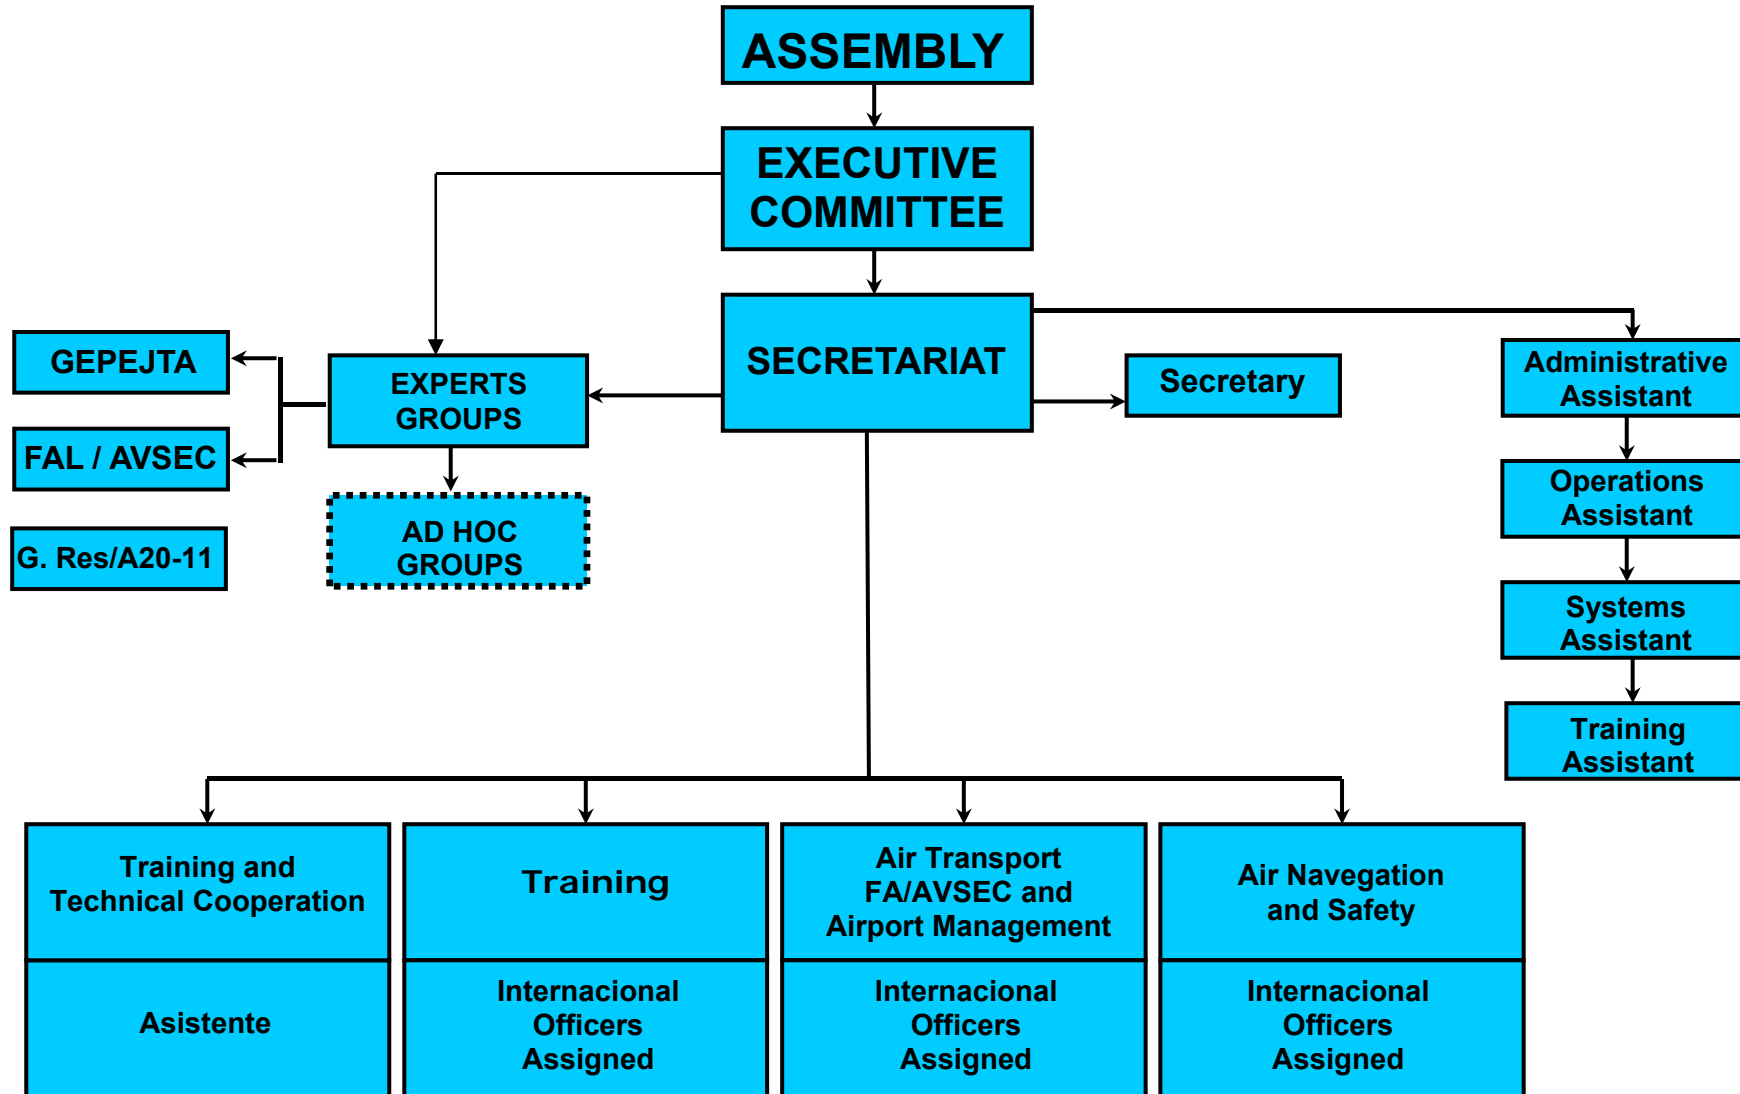 ASSEMBLY
EXECUTIVE
COMMITTEE
SECRETARIAT
GEPEJTA
FAL / AVSEC
G. Res/A20-11
EXPERTS
GROUPS
AD HOC
GROUPS
Secretary
Administrative
Assistant
Operations
Assistant
Systems
Assistant
Training
Assistant
Training and
Technical Cooperation
Asistente
Training
Internacional
Officers
Assigned
Air Transport
FA/AVSEC and
Airport Management
Internacional
Officers
Assigned
Air Navegation
and Safety
Internacional
Officers
Assigned